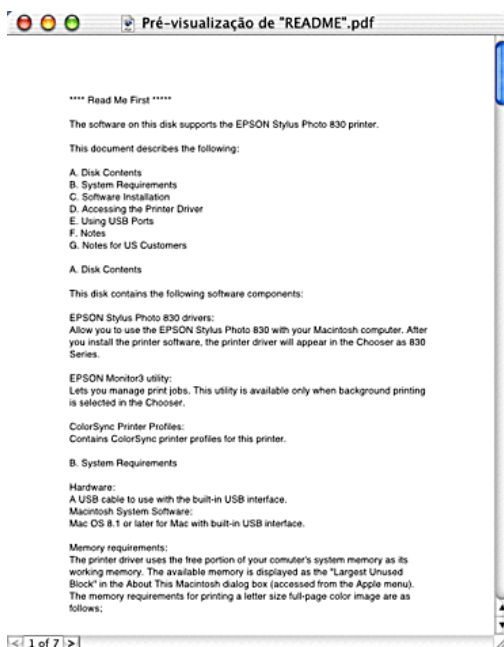 Pré-visualização de "README".pdf
**** Read Me First *****
The software on this disk supports the EPSON Stylus Photo 830 printer.
This document describes the following:
A. Disk Contents
B. System Requirements
C. Software Installation
D. Accessing the Printer Driver
E. Using USB Ports
F. Notes
G. Notes for US Customers
A. Disk Contents
This disk contains the following software components:
EPSON Stylus Photo 830 drivers:
Allow you to use the EPSON Stylus Photo 830 with your Macintosh computer. After
you install the printer software, the printer driver will appear in the Chooser as 830
Series.
EPSON Monitor3 utility:
Lets you manage print jobs. This utility is available only when background printing
is selected in the Chooser.
ColorSync Printer Profiles:
Contains ColorSync printer profiles for this printer.
B. System Requirements
Hardware:
A USB cable to use with the built-in USB interface.
Macintosh System Software:
Mac OS 8.1 or later for Mac with built-in USB interface.
Memory requirements:
The printer driver uses the free portion of your comuter's system memory as its
working memory. The available memory is displayed as the "Largest Unused
Block" in the About This Macintosh dialog box (accessed from the Apple menu).
The memory requirements for printing a letter size full-page color image are as
follows;
1 of 7